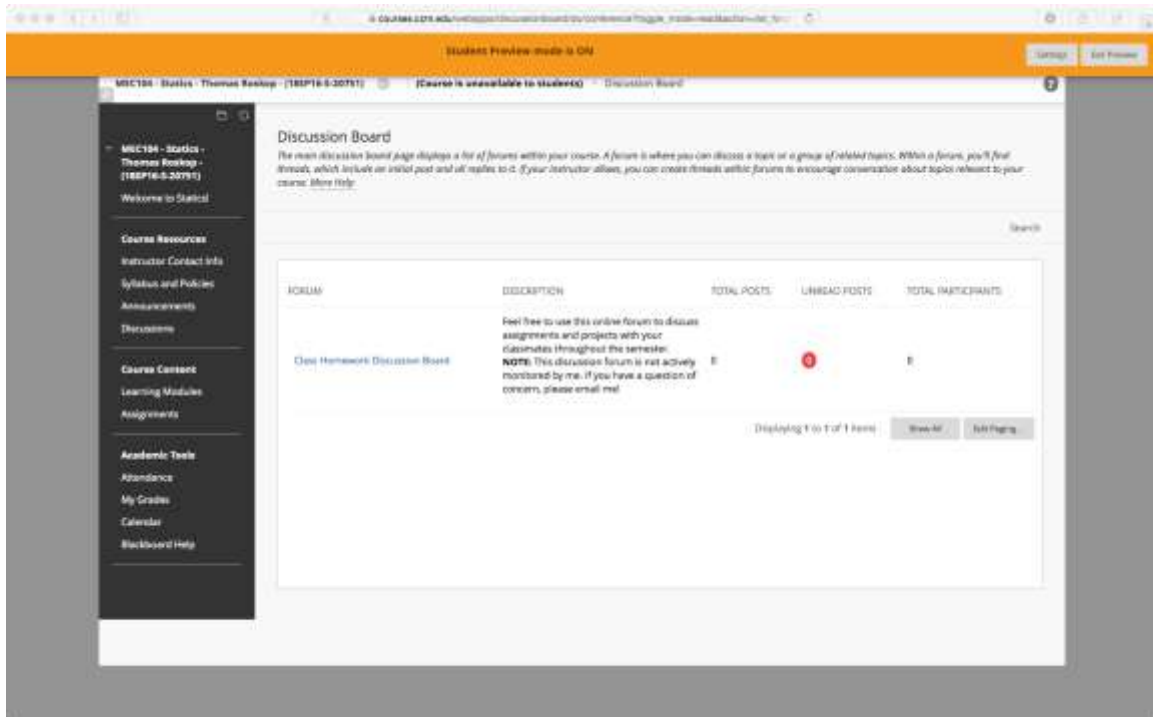 Student Preview mode is ON
Settings
Exit Preview
MEC104 - Statics - Thomas Roskop - (188P16-S-20791)
(Course is unavailable to students)
Discussion Board
MEC104 - Statics -
Thomas Roskop -
(188P16-S-20791)
Welcome to Statics!
Course Resources
Instructor Contact Info
Syllabus and Policies
Announcements
Discussions
Course Content
Learning Modules
Assignments
Academic Tools
Attendance
My Grades
Calendar
Blackboard Help
Discussion Board
The main discussion board page displays a list of forums within your course. A forum is where you can discuss a topic or a group of related topics. Within a forum, you'll find
threads, which include an initial post and all replies to it. If your instructor allows, you can create threads within forums to encourage conversation about topics relevant to your
course. More Help
Search
FORUM
DESCRIPTION
TOTAL POSTS
UNREAD POSTS
TOTAL PARTICIPANTS
Class Homework Discussion Board
Feel free to use this online forum to discuss
assignments and projects with your
classmates throughout the semester.
NOTE: This discussion forum is not actively
monitored by me. If you have a question of
concern, please email me!
0
0
0
Displaying 1 to 1 of 1 items
Show All
Edit Paging...